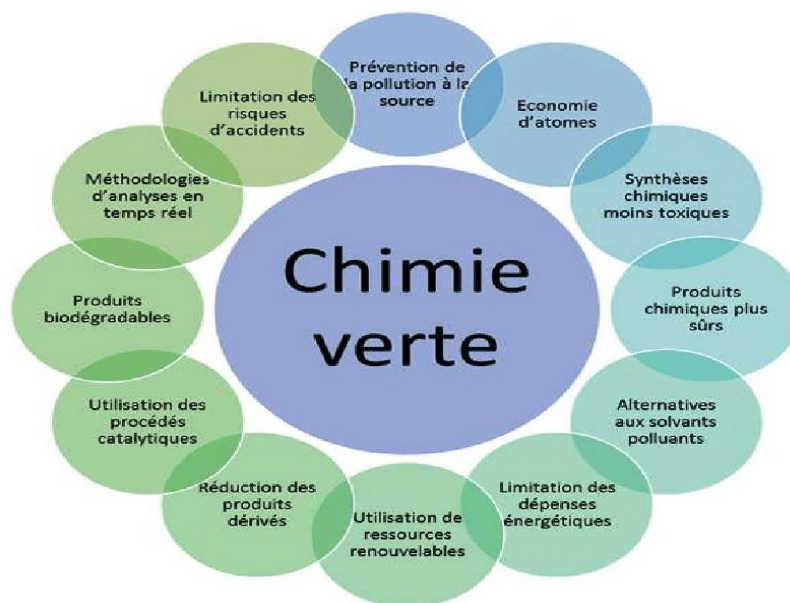 Chimie
verte
Prévention de
la pollution à la
source
Economie
d'atomes
Synthèses
chimiques
moins toxiques
Produits
chimiques plus
sûrs
Alternatives
aux solvants
polluants
Limitation des
dépenses
énergétiques
Utilisation de
ressources
renouvelables
Réduction des
produits
dérivés
Utilisation des
procédés
catalytiques
Produits
biodégradables
Méthodologies
d'analyses en
temps réel
Limitation des
risques
d'accidents